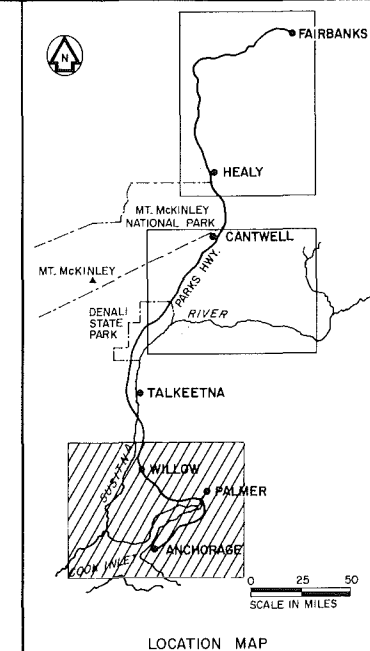 N
FAIRBANKS
HEALY
MT. McKINLEY
NATIONAL PARK
CANTWELL
MT. McKINLEY
PARKS HWY.
DENALI
STATE
PARK
RIVER
TALKEETNA
SUSITNA
WILLOW
PALMER
ANCHORAGE
COOK INLET
0 25 50
SCALE IN MILES
LOCATION MAP